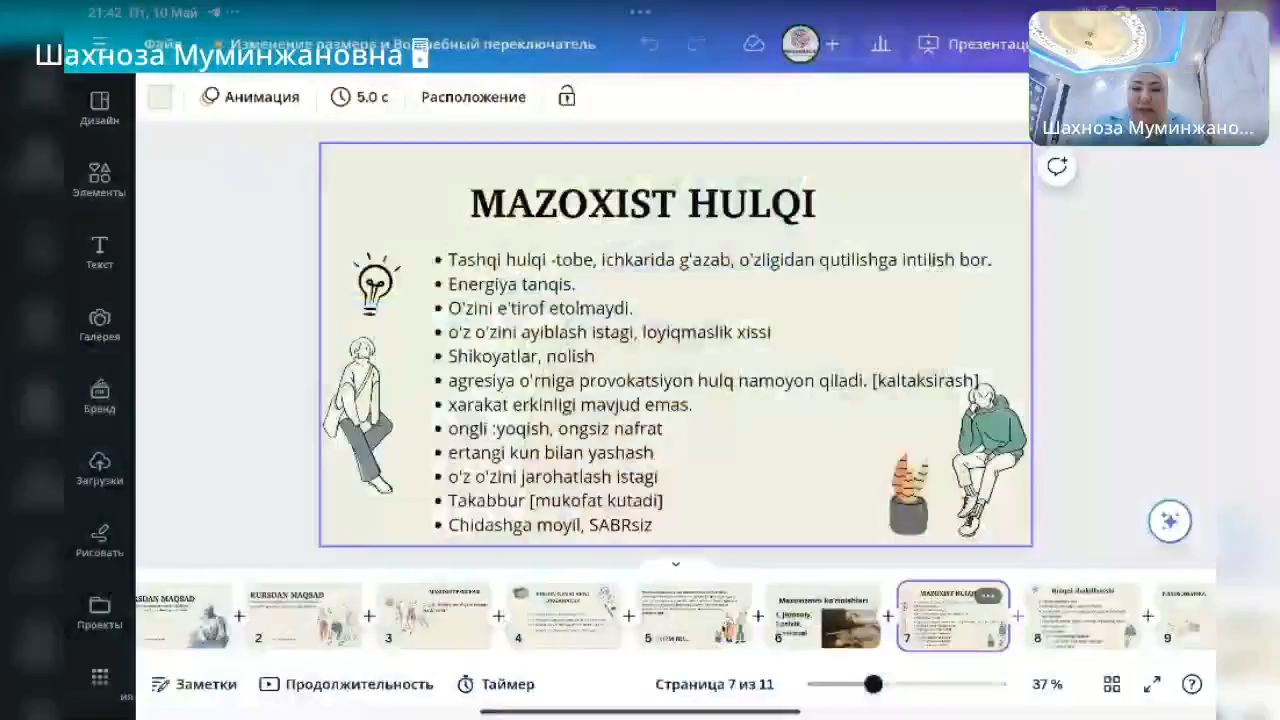 21:42 Пт, 10 Май
Файл
Изменение размера и Волшебный переключатель
Шахноза Муминжановна
Презентац
Шахноза Муминжано...
Анимация
5.0 с
Расположение
Дизайн
Элементы
Текст
Галерея
Бренд
Загрузки
Рисовать
Проекты
MAZOXIST HULQI
• Tashqi hulqi -tobe, ichkarida g'azab, o'zligidan qutilishga intilish bor.
• Energiya tanqis.
• O'zini e'tirof etolmaydi.
• o'z o'zini ayiblash istagi, loyiqmaslik xissi
• Shikoyatlar, nolish
• agresiya o'rniga provokatsiyon hulq namoyon qiladi. [kaltaksirash]
• xarakat erkinligi mavjud emas.
• ongli :yoqish, ongsiz nafrat
• ertangi kun bilan yashash
• o'z o'zini jarohatlash istagi
• Takabbur [mukofat kutadi]
• Chidashga moyil, SABRsiz
KURSDAN MAQSAD
2
3
4
5
6
7
MAZOXIST HULQI
8
9
Заметки
Продолжительность
Таймер
Страница 7 из 11
37 %